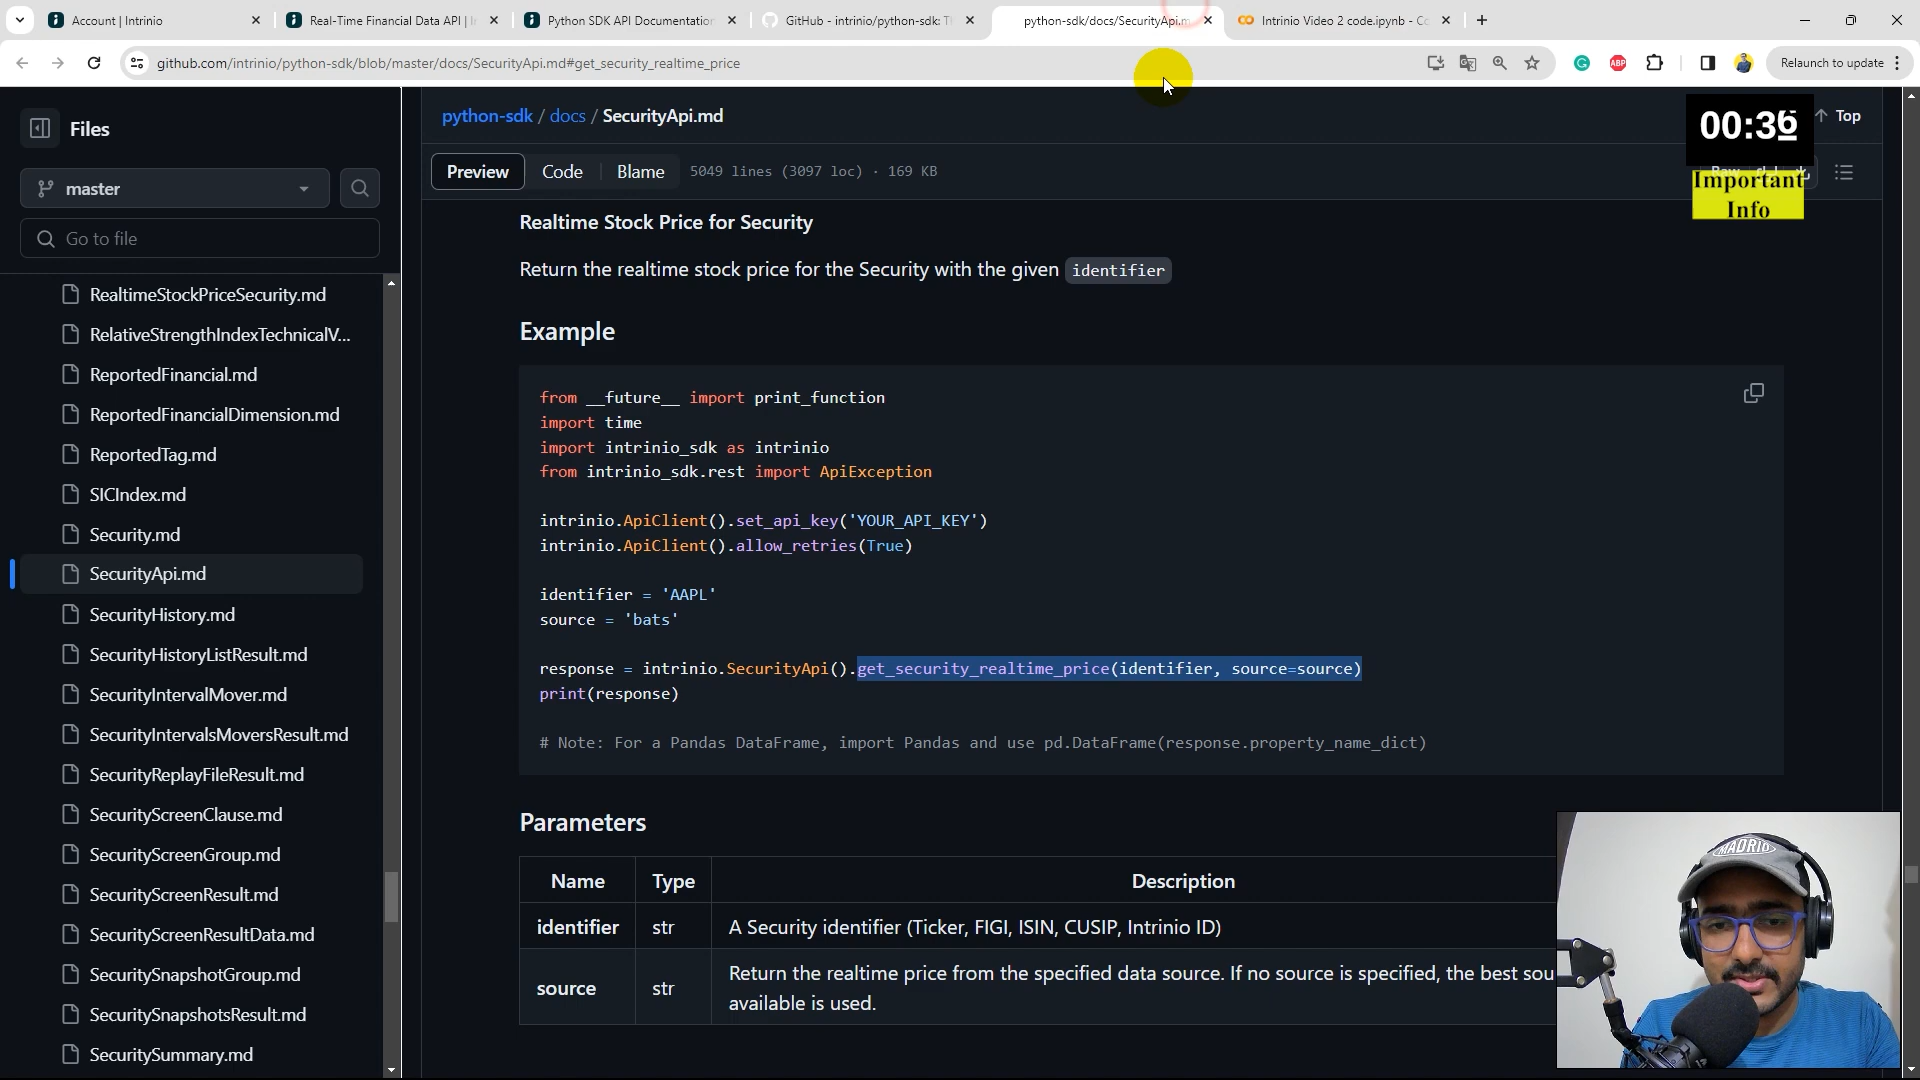 Account | Intrinio
Real-Time Financial Data API | In
Python SDK API Documentation
GitHub - intrinio/python-sdk: Th
python-sdk/docs/SecurityApi.m
Intrinio Video 2 code.ipynb - Co
github.com/intrinio/python-sdk/blob/master/docs/SecurityApi.md#get_security_realtime_price
ABP
Relaunch to update
Files
python-sdk / docs / SecurityApi.md
00:36
Top
master
Preview
Code
Blame
5049 lines (3097 loc) · 169 KB
Raw
Important
Info
Go to file
RealtimeStockPriceSecurity.md
RelativeStrengthIndexTechnicalV...
ReportedFinancial.md
ReportedFinancialDimension.md
ReportedTag.md
SICIndex.md
Security.md
SecurityApi.md
SecurityHistory.md
SecurityHistoryListResult.md
SecurityIntervalMover.md
SecurityIntervalsMoversResult.md
SecurityReplayFileResult.md
SecurityScreenClause.md
SecurityScreenGroup.md
SecurityScreenResult.md
SecurityScreenResultData.md
SecuritySnapshotGroup.md
SecuritySnapshotsResult.md
SecuritySummary.md
Realtime Stock Price for Security
Return the realtime stock price for the Security with the given identifier
Example
from __future__ import print_function
import time
import intrinio_sdk as intrinio
from intrinio_sdk.rest import ApiException
intrinio.ApiClient().set_api_key('YOUR_API_KEY')
intrinio.ApiClient().allow_retries(True)
identifier = 'AAPL'
source = 'bats'
response = intrinio.SecurityApi().get_security_realtime_price(identifier, source=source)
print(response)
# Note: For a Pandas DataFrame, import Pandas and use pd.DataFrame(response.property_name_dict)
Parameters
Name
Type
Description
identifier
str
A Security identifier (Ticker, FIGI, ISIN, CUSIP, Intrinio ID)
source
str
Return the realtime price from the specified data source. If no source is specified, the best sou
available is used.
MADRID